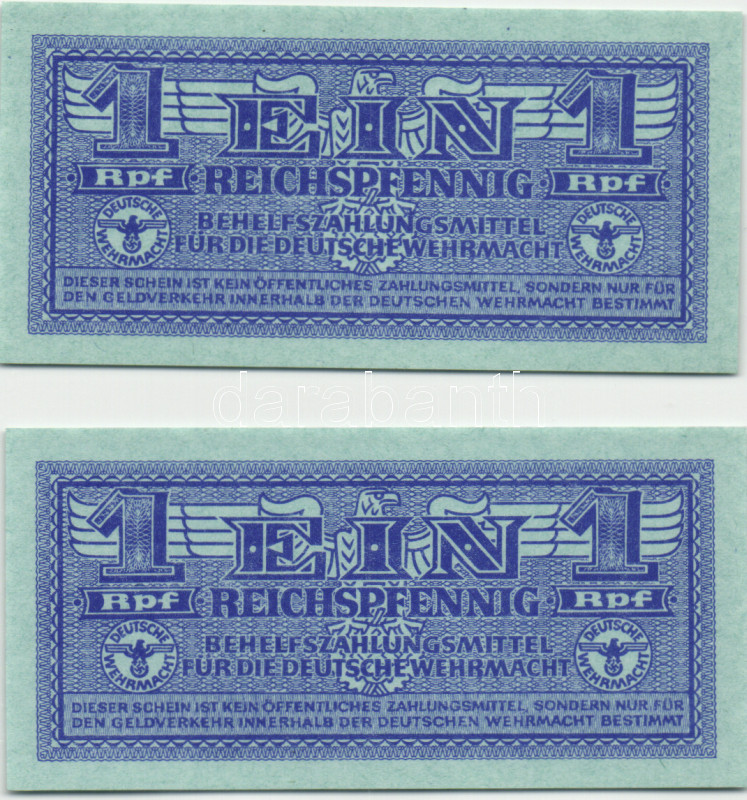 1 EIN 1
Rpf REICHSPFENNIG Rpf
DEUTSCHE WEHRMACHT BEHELFSZAHLUNGSMITTEL DEUTSCHE WEHRMACHT
FÜR DIE DEUTSCHE WEHRMACHT
DIESER SCHEIN IST KEIN ÖFFENTLICHES ZAHLUNGSMITTEL, SONDERN NUR FÜR
DEN GELDVERKEHR INNERHALB DER DEUTSCHEN WEHRMACHT BESTIMMT
darabanth
1 EIN 1
Rpf REICHSPFENNIG Rpf
DEUTSCHE WEHRMACHT BEHELFSZAHLUNGSMITTEL DEUTSCHE WEHRMACHT
FÜR DIE DEUTSCHE WEHRMACHT
DIESER SCHEIN IST KEIN ÖFFENTLICHES ZAHLUNGSMITTEL, SONDERN NUR FÜR
DEN GELDVERKEHR INNERHALB DER DEUTSCHEN WEHRMACHT BESTIMMT